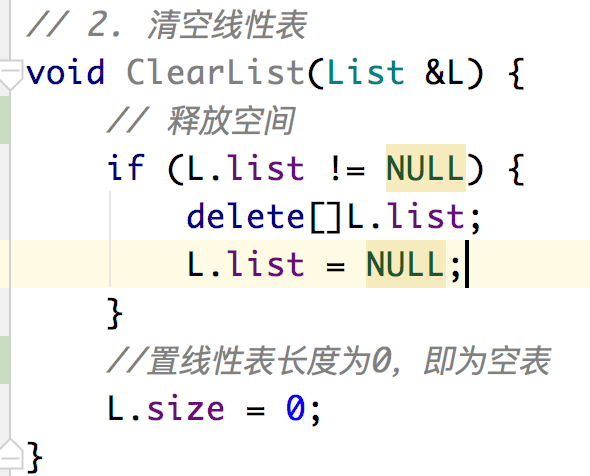 // 2. 清空线性表
void ClearList(List &L) {
// 释放空间
if (L.list != NULL) {
delete[]L.list;
L.list = NULL;
}
//置线性表长度为0，即为空表
L.size = 0;
}